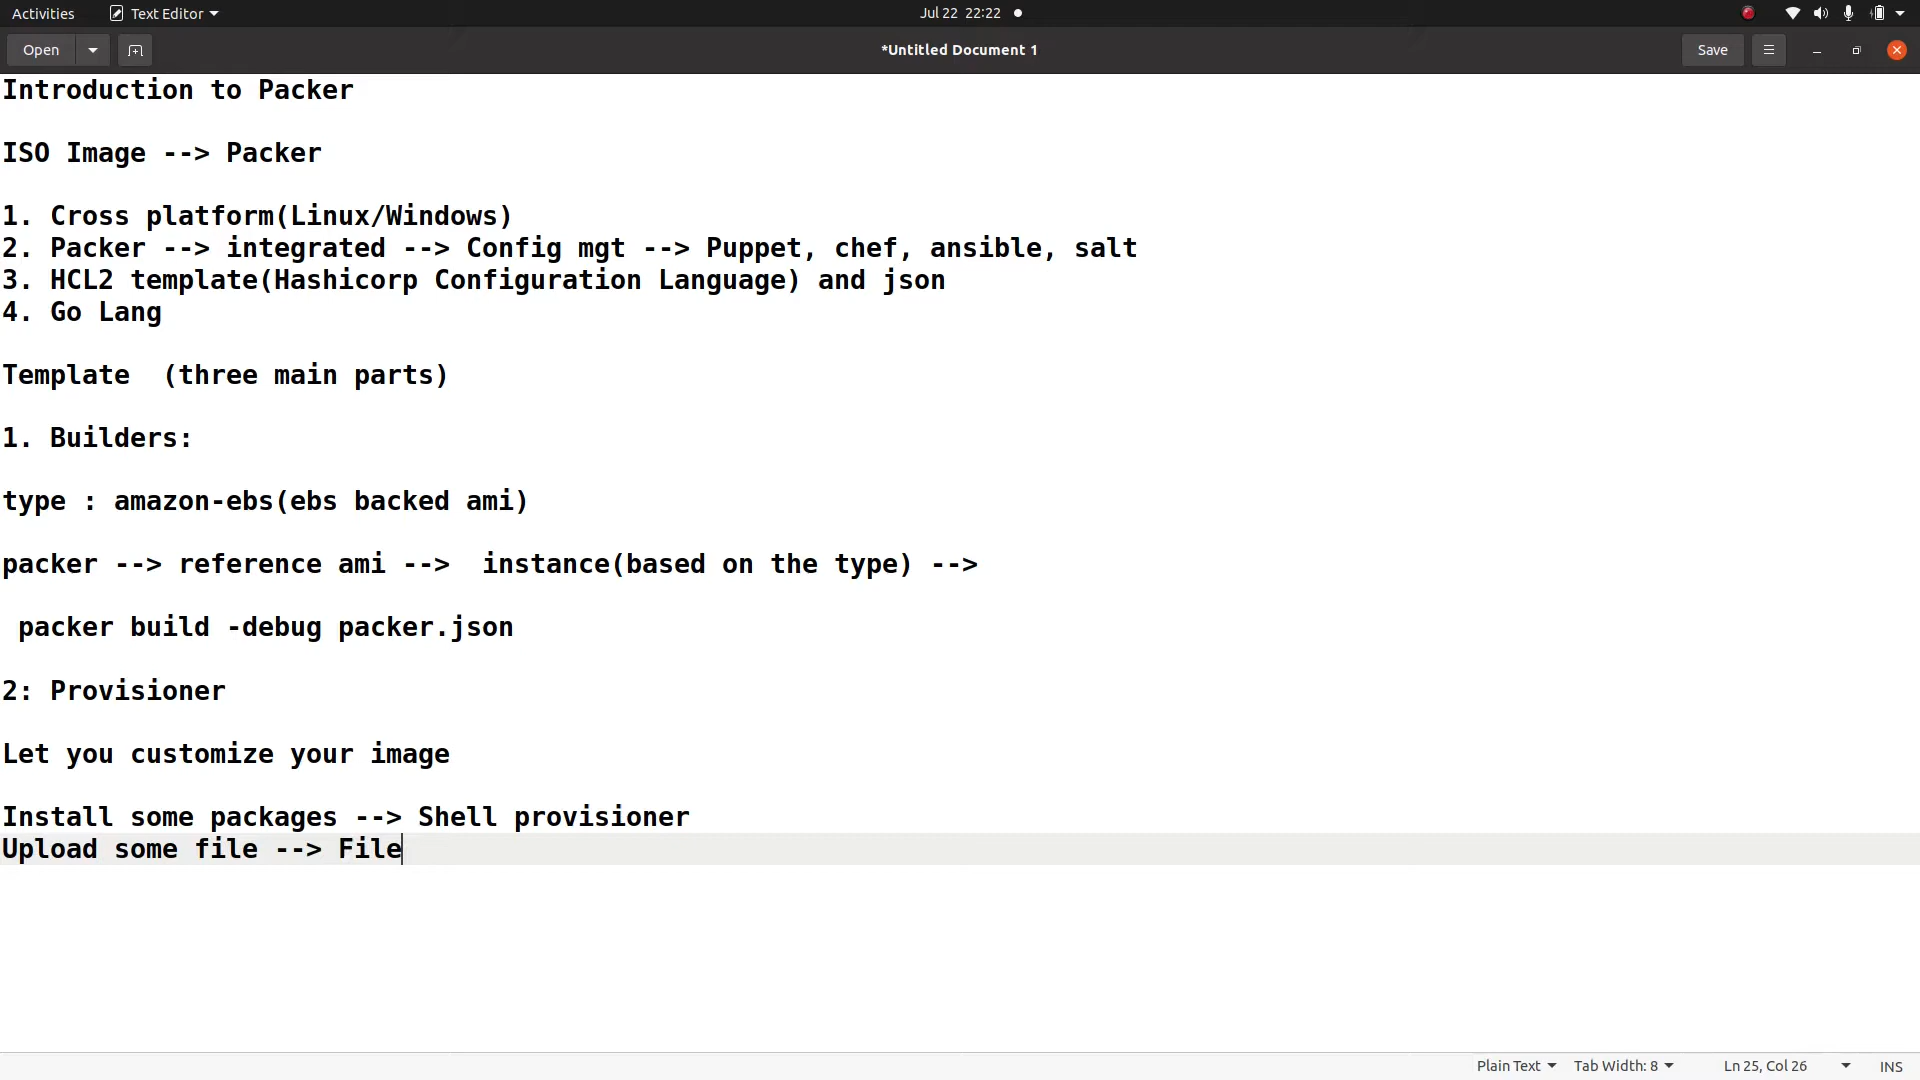 Activities Text Editor Jul 22 22:22
Open *Untitled Document 1 Save
Introduction to Packer
ISO Image --> Packer
1. Cross platform(Linux/Windows)
2. Packer --> integrated --> Config mgt --> Puppet, chef, ansible, salt
3. HCL2 template(Hashicorp Configuration Language) and json
4. Go Lang
Template  (three main parts)
1. Builders:
type : amazon-ebs(ebs backed ami)
packer --> reference ami -->  instance(based on the type) -->
packer build -debug packer.json
2: Provisioner
Let you customize your image
Install some packages --> Shell provisioner
Upload some file --> File
Plain Text Tab Width: 8 Ln 25, Col 26 INS